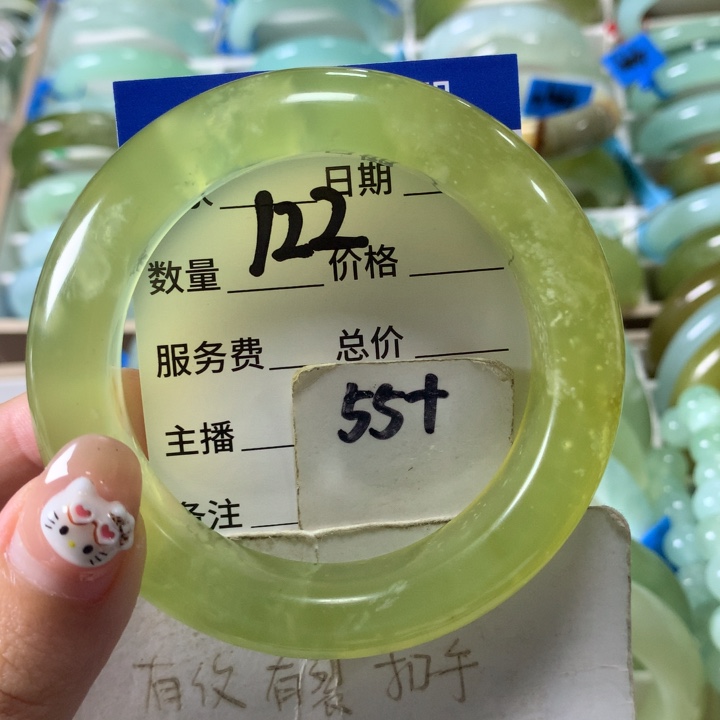 日期
122
数量 价格
服务费 总价
55+
主播
备注
有纹 有裂 扣手